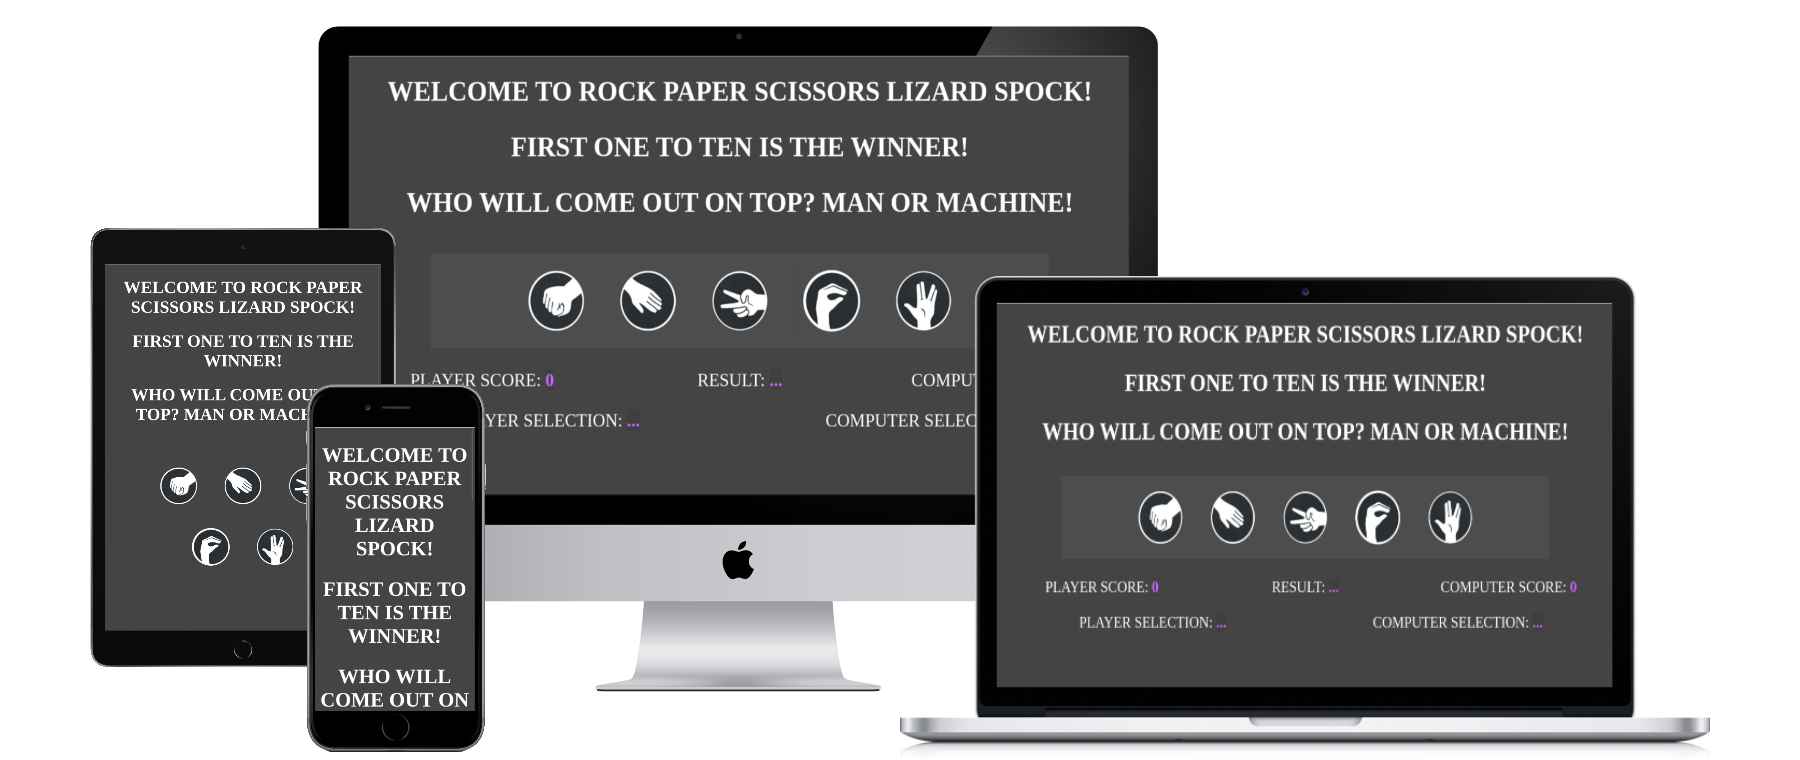 WELCOME TO ROCK PAPER SCISSORS LIZARD SPOCK!
FIRST ONE TO TEN IS THE WINNER!
WHO WILL COME OUT ON TOP? MAN OR MACHINE!
PLAYER SCORE: 0
RESULT: ...
COMPU
YER SELECTION: ...
COMPUTER SELEC
WELCOME TO ROCK PAPER
SCISSORS LIZARD SPOCK!
FIRST ONE TO TEN IS THE
WINNER!
WHO WILL COME OU
TOP? MAN OR MACH
WELCOME TO
ROCK PAPER
SCISSORS
LIZARD
SPOCK!
FIRST ONE TO
TEN IS THE
WINNER!
WHO WILL
COME OUT ON
WELCOME TO ROCK PAPER SCISSORS LIZARD SPOCK!
FIRST ONE TO TEN IS THE WINNER!
WHO WILL COME OUT ON TOP? MAN OR MACHINE!
PLAYER SCORE: 0
RESULT: ...
COMPUTER SCORE: 0
PLAYER SELECTION: ...
COMPUTER SELECTION: ...